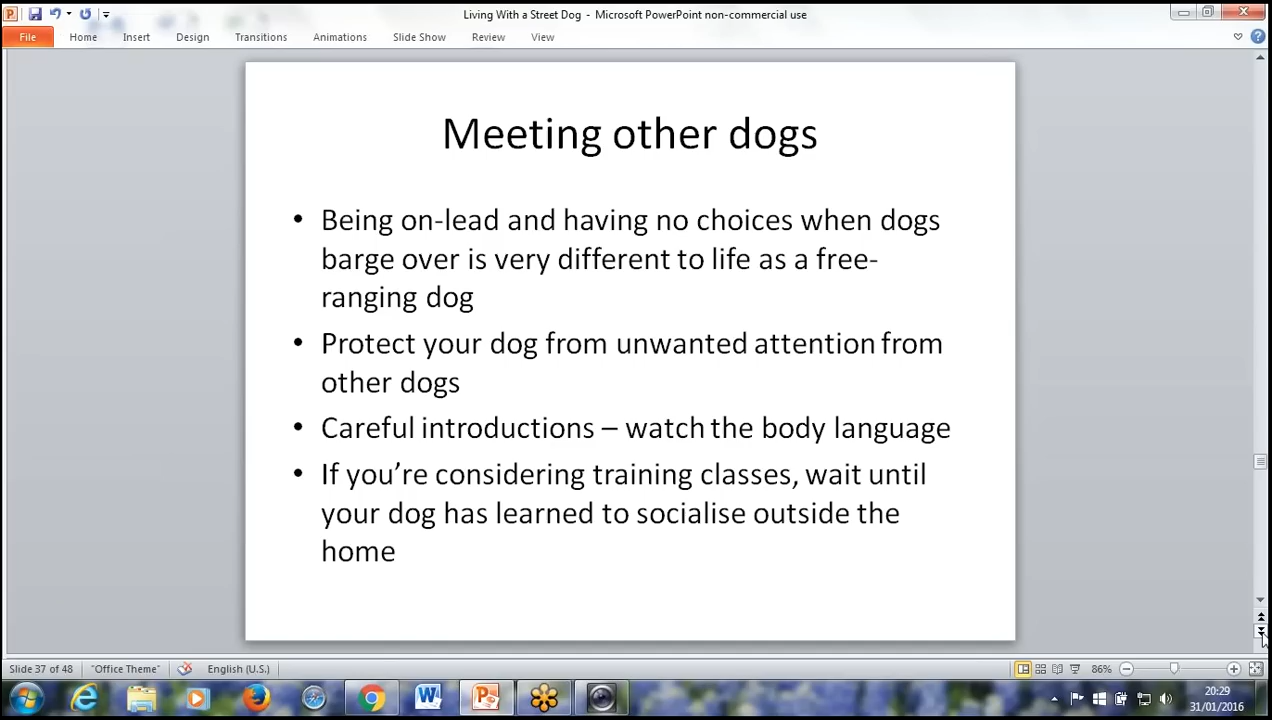 Living With a Street Dog - Microsoft PowerPoint non-commercial use
File Home Insert Design Transitions Animations Slide Show Review View
Meeting other dogs
• Being on-lead and having no choices when dogs
barge over is very different to life as a free-
ranging dog
• Protect your dog from unwanted attention from
other dogs
• Careful introductions – watch the body language
• If you’re considering training classes, wait until
your dog has learned to socialise outside the
home
Slide 37 of 48 "Office Theme" English (U.S.) 86%
20:29
31/01/2016